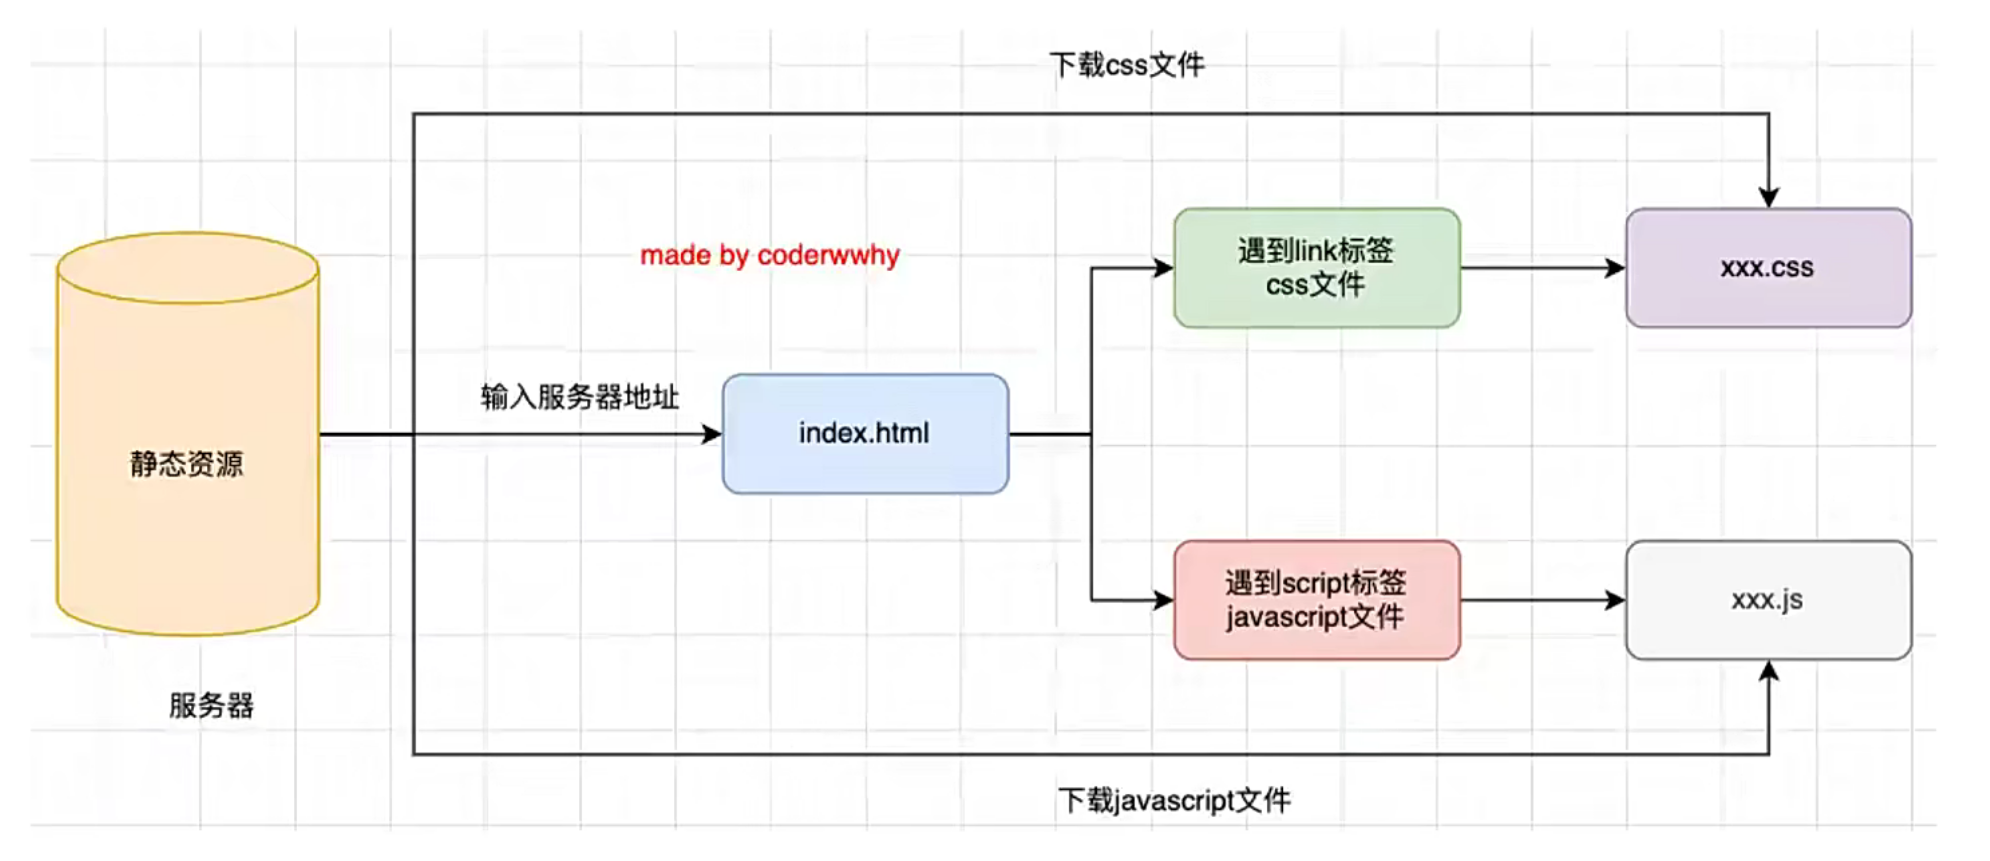 下载css文件
made by coderwwhy
遇到link标签
css文件
xxx.css
输入服务器地址
index.html
静态资源
遇到script标签
javascript文件
xxx.js
服务器
下载javascript文件